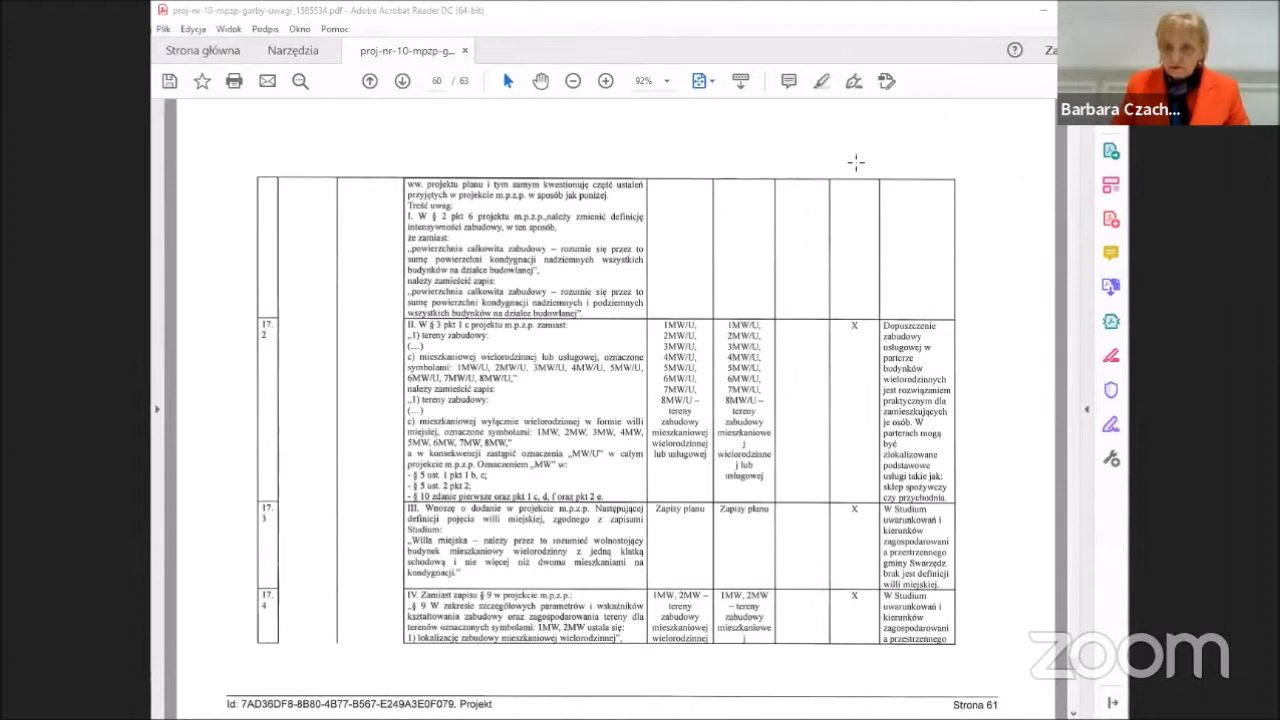 proj-nr-10-mpzp-garby-uwagi_1585534.pdf - Adobe Acrobat Reader DC (64-bit)
Plik Edycja Widok Podpis Okno Pomoc
Strona główna Narzędzia proj-nr-10-mpzp-g... × Za
60 / 63 92%
Barbara Czach...
ww. projektu planu i tym samym kwestionuję część ustaleń
przyjętych w projekcie m.p.z.p. w sposób jak poniżej.
Treść uwag:
I. W § 2 pkt 6 projektu m.p.z.p.,należy zmienić definicję
intensywności zabudowy, w ten sposób,
że zamiast:
„powierzchnia całkowita zabudowy – rozumie się przez to
sumę powierzchni kondygnacji nadziemnych wszystkich
budynków na działce budowlanej",
należy zamieścić zapis:
„powierzchnia całkowita zabudowy – rozumie się przez to
sumę powierzchni kondygnacji nadziemnych i podziemnych
wszystkich budynków na działce budowlanej".
17.
2
II. W § 3 pkt 1 c projektu m.p.z.p. zamiast:
„1) tereny zabudowy:
(...)
c) mieszkaniowej wielorodzinnej lub usługowej, oznaczone
symbolami: 1MW/U, 2MW/U, 3MW/U, 4MW/U, 5MW/U,
6MW/U, 7MW/U, 8MW/U,"
należy zamieścić zapis:
„1) tereny zabudowy:
(...)
c) mieszkaniowej wyłącznie wielorodzinnej w formie willi
miejskiej, oznaczone symbolami: 1MW, 2MW, 3MW, 4MW,
5MW, 6MW, 7MW, 8MW,"
a w konsekwencji zastąpić oznaczenia „MW/U" w całym
projekcie m.p.z.p. Oznaczeniem „MW" w:
- § 5 ust. 1 pkt 1 b, c;
- § 5 ust. 2 pkt 2;
- § 10 zdanie pierwsze oraz pkt 1 c, d, f oraz pkt 2 e.
1MW/U,
2MW/U,
3MW/U,
4MW/U,
5MW/U,
6MW/U,
7MW/U,
8MW/U –
tereny
zabudowy
mieszkaniowej
wielorodzinnej
lub usługowej
1MW/U,
2MW/U,
3MW/U,
4MW/U,
5MW/U,
6MW/U,
7MW/U,
8MW/U –
tereny
zabudowy
mieszkaniowe
j
wielorodzinne
j lub
usługowej
X
Dopuszczenie
zabudowy
usługowej w
parterze
budynków
wielorodzinnych
jest rozwiązaniem
praktycznym dla
zamieszkujących
je osób. W
parterach mogą
być
zlokalizowane
podstawowe
usługi takie jak:
sklep spożywczy
czy przychodnia.
17.
3
III. Wnoszę o dodanie w projekcie m.p.z.p. Następującej
definicji pojęcia willi miejskiej, zgodnego z zapisami
Studium:
„Willa miejska – należy przez to rozumieć wolnostojący
budynek mieszkaniowy wielorodzinny z jedną klatką
schodową i nie więcej niż dwoma mieszkaniami na
kondygnacji."
Zapisy planu
Zapisy planu
X
W Studium
uwarunkowań i
kierunków
zagospodarowani
a przestrzennego
gminy Swarzędz
brak jest definicji
willi miejskiej.
17.
4
IV. Zamiast zapisu § 9 w projekcie m.p.z.p.:
„§ 9 W zakresie szczegółowych parametrów i wskaźników
kształtowania zabudowy oraz zagospodarowania tereny dla
terenów oznaczonych symbolami: 1MW, 2MW ustala się:
1) lokalizację zabudowy mieszkaniowej wielorodzinnej",
1MW, 2MW –
tereny
zabudowy
mieszkaniowej
wielorodzinnej
1MW, 2MW
– tereny
zabudowy
mieszkaniowe
j
X
W Studium
uwarunkowań i
kierunków
zagospodarowani
a przestrzennego
Id: 7AD36DF8-8B80-4B77-B567-E249A3E0F079. Projekt
Strona 61
zoom